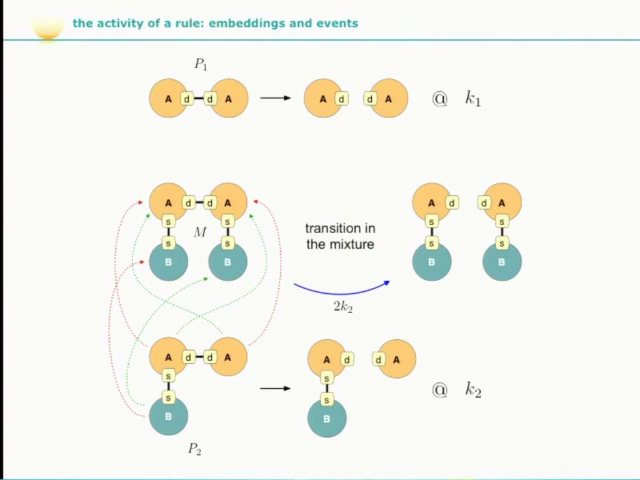 the activity of a rule: embeddings and events
P1
A d d A A d d A @ k1
A d d A A d d A
s s s s
M
transition in
the mixture
s s s s
B B B B
2k2
A d d A A d d A
s s
@ k2
s s
B B
P2